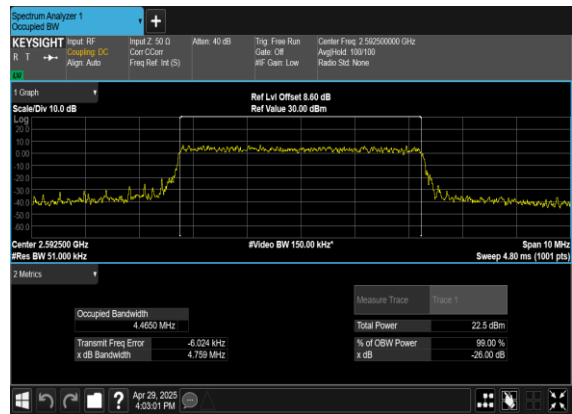 Spectrum Analyzer 1
Occupied BW
+
KEYSIGHT Input: RF Input Z: 50 Ω Atten: 40 dB Trig: Free Run Center Freq: 2.592500000 GHz
R T Coupling: DC Corr CCorr Gate: Off Avg|Hold: 100/100
Align: Auto Freq Ref: Int (S) #IF Gain: Low Radio Std: None
1 Graph
Ref Lvl Offset 8.60 dB
Scale/Div 10.0 dB Ref Value 30.00 dBm
Log
20.0
10.0
0.00
-10.0
-20.0
-30.0
-40.0
-50.0
-60.0
Center 2.592500 GHz #Video BW 150.00 kHz* Span 10 MHz
#Res BW 51.000 kHz Sweep 4.80 ms (1001 pts)
2 Metrics
Measure Trace Trace 1
Occupied Bandwidth
4.4650 MHz Total Power 22.5 dBm
Transmit Freq Error -6.024 kHz % of OBW Power 99.00 %
x dB Bandwidth 4.759 MHz x dB -26.00 dB
? Apr 29, 2025
4:03:01 PM